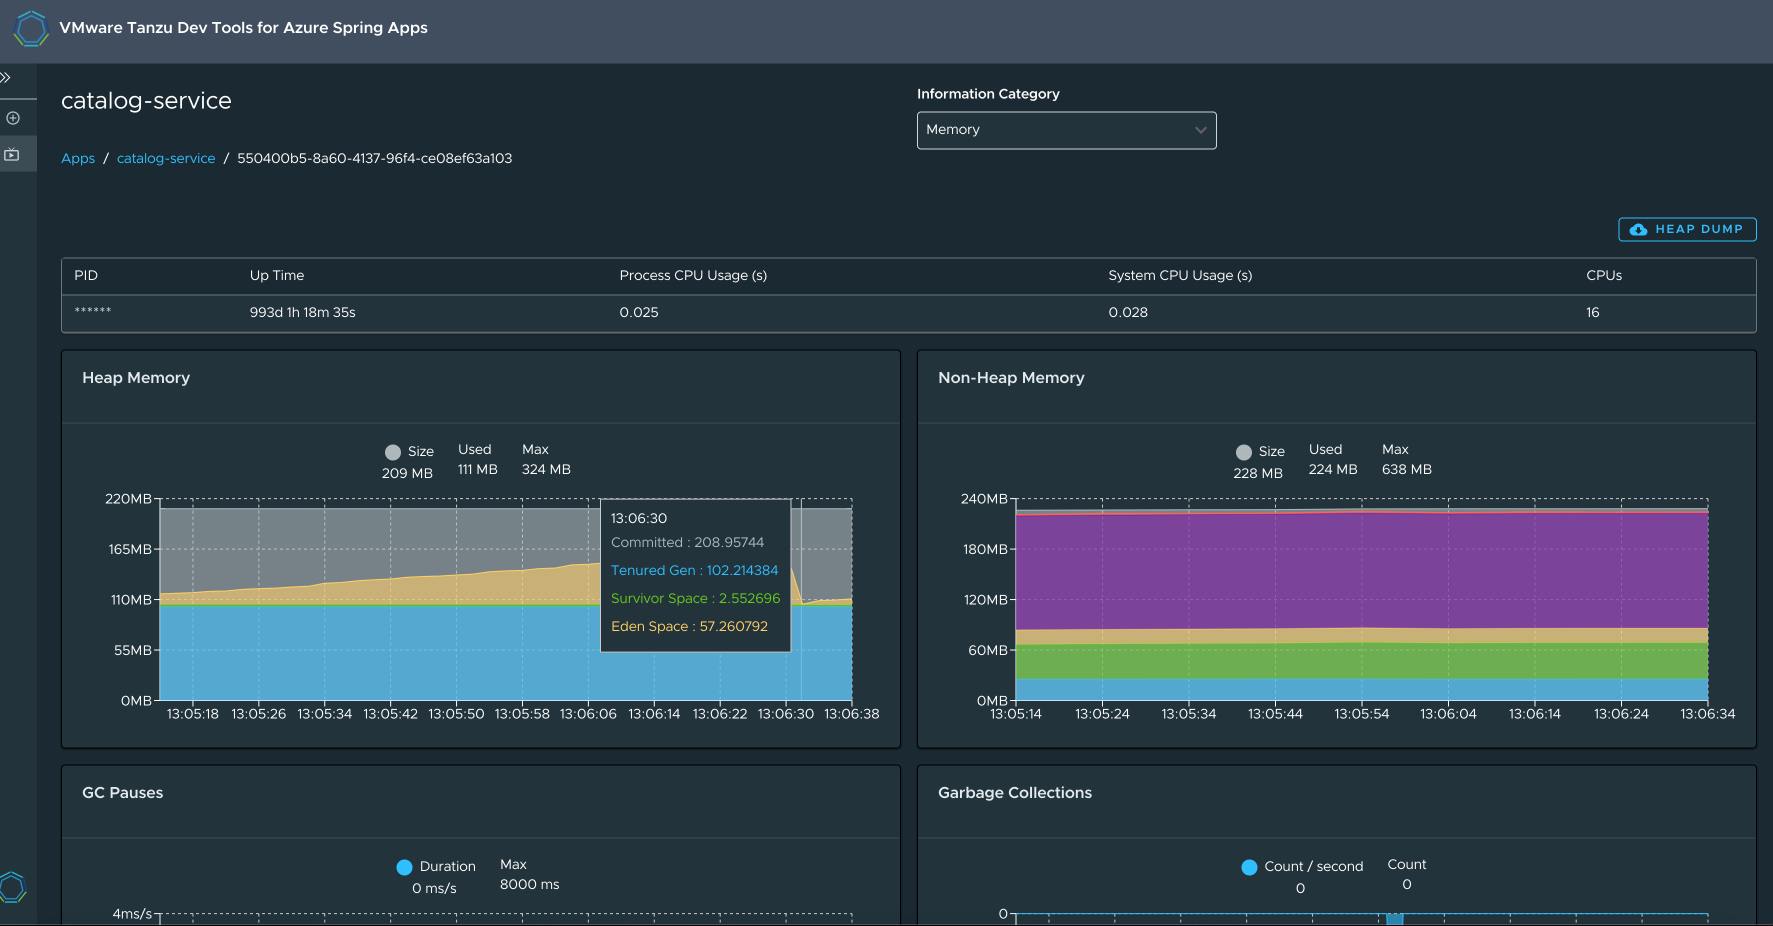 VMware Tanzu Dev Tools for Azure Spring Apps
catalog-service
Information Category
Memory
Apps / catalog-service / 550400b5-8a60-4137-96f4-ce08ef63a103
HEAP DUMP
PID Up Time Process CPU Usage (s) System CPU Usage (s) CPUs
****** 993d 1h 18m 35s 0.025 0.028 16
Heap Memory
Size Used Max
209 MB 111 MB 324 MB
220MB
165MB
110MB
55MB
0MB
13:06:30
Committed : 208.95744
Tenured Gen : 102.214384
Survivor Space : 2.552696
Eden Space : 57.260792
13:05:18 13:05:26 13:05:34 13:05:42 13:05:50 13:05:58 13:06:06 13:06:14 13:06:22 13:06:30 13:06:38
Non-Heap Memory
Size Used Max
228 MB 224 MB 638 MB
240MB
180MB
120MB
60MB
0MB
13:05:14 13:05:24 13:05:34 13:05:44 13:05:54 13:06:04 13:06:14 13:06:24 13:06:34
GC Pauses
Duration Max
0 ms/s 8000 ms
4ms/s
Garbage Collections
Count / second Count
0 0
0